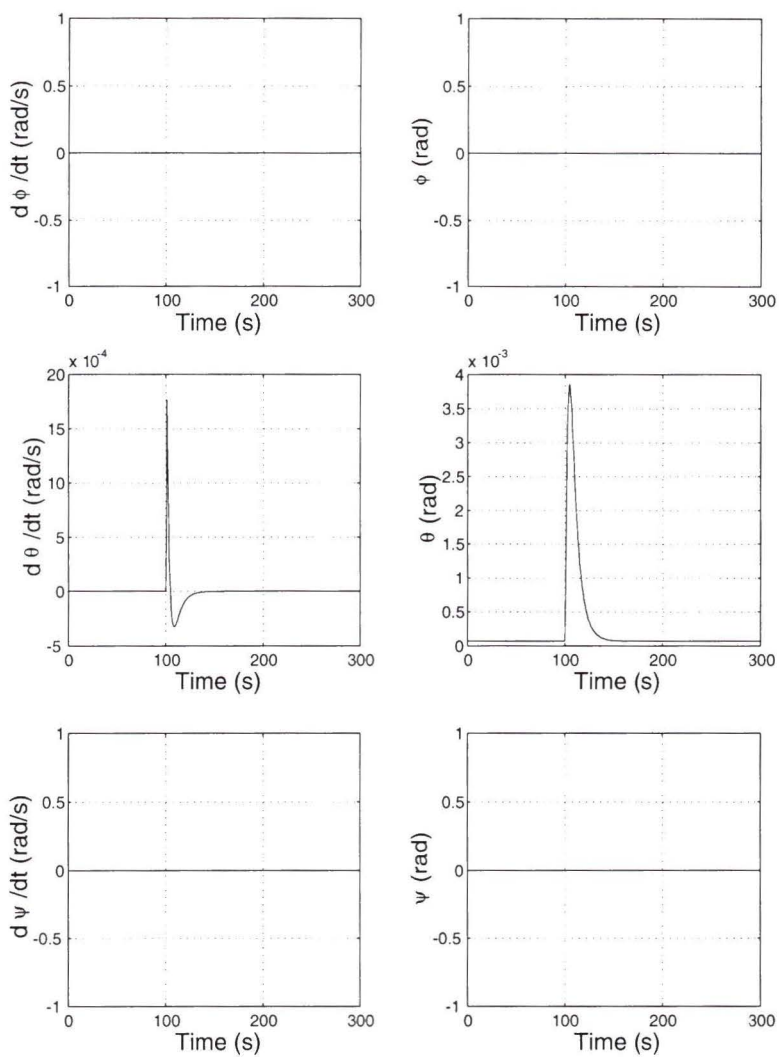 d φ /dt (rad/s)
1
0.5
0
-0.5
-1
0 100 200 300
Time (s)
φ (rad)
1
0.5
0
-0.5
-1
0 100 200 300
Time (s)
x 10⁻⁴
d θ /dt (rad/s)
20
15
10
5
0
-5
0 100 200 300
Time (s)
x 10⁻³
θ (rad)
4
3.5
3
2.5
2
1.5
1
0.5
0
0 100 200 300
Time (s)
d ψ /dt (rad/s)
1
0.5
0
-0.5
-1
0 100 200 300
Time (s)
ψ (rad)
1
0.5
0
-0.5
-1
0 100 200 300
Time (s)